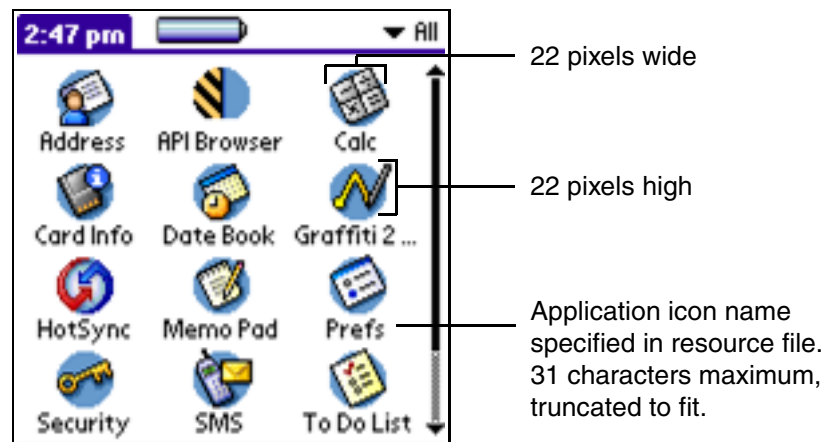 2:47 pm
All
22 pixels wide
Address
API Browser
Calc
22 pixels high
Card Info
Date Book
Graffiti 2 ...
HotSync
Memo Pad
Prefs
Application icon name
specified in resource file.
31 characters maximum,
truncated to fit.
Security
SMS
To Do List